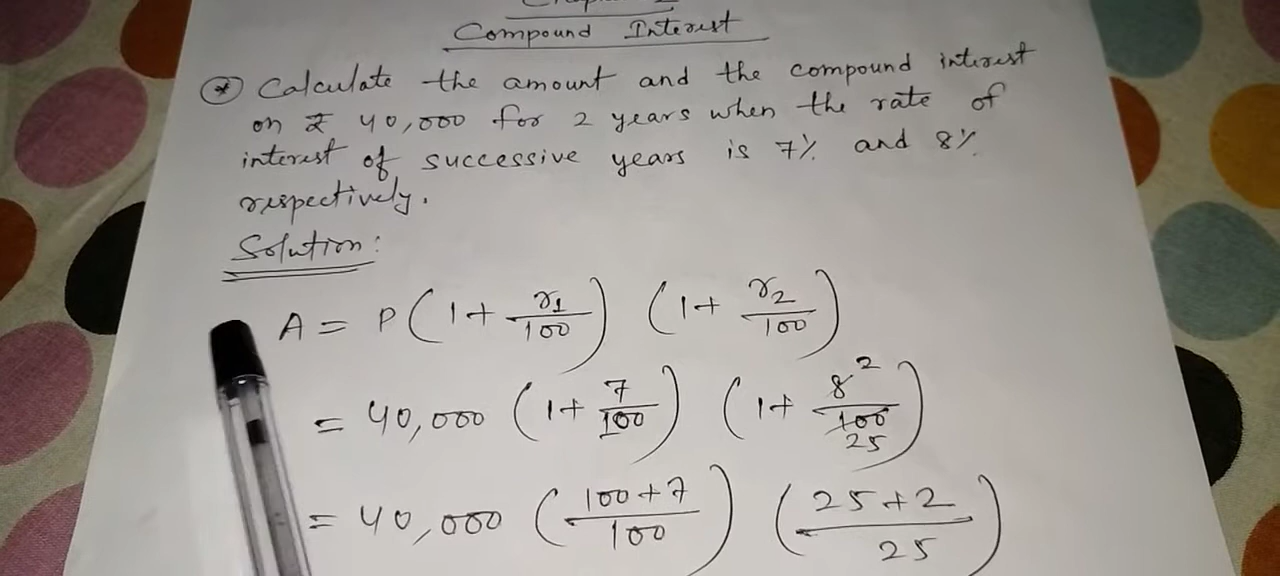 Compound Interest
* Calculate the amount and the compound interest
on ₹ 40,000 for 2 years when the rate of
interest of successive years is 7% and 8%
respectively.
Solution:
A = P(1 + r1/100) (1 + r2/100)
= 40,000 (1 + 7/100) (1 + 8 2/100 25)
= 40,000 (100 + 7/100) (25 + 2/25)